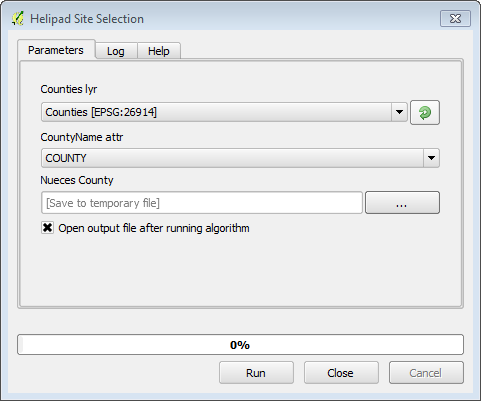 Helipad Site Selection
Parameters Log Help
Counties lyr
Counties [EPSG:26914]
CountyName attr
COUNTY
Nueces County
[Save to temporary file] ...
Open output file after running algorithm
0%
Run Close Cancel